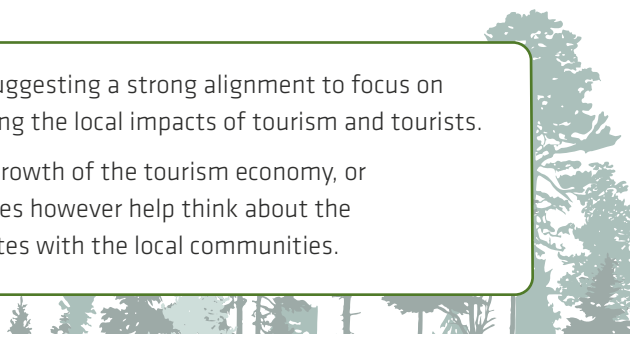 uggesting a strong alignment to focus on
ng the local impacts of tourism and tourists.
rowth of the tourism economy, or
es however help think about the
tes with the local communities.